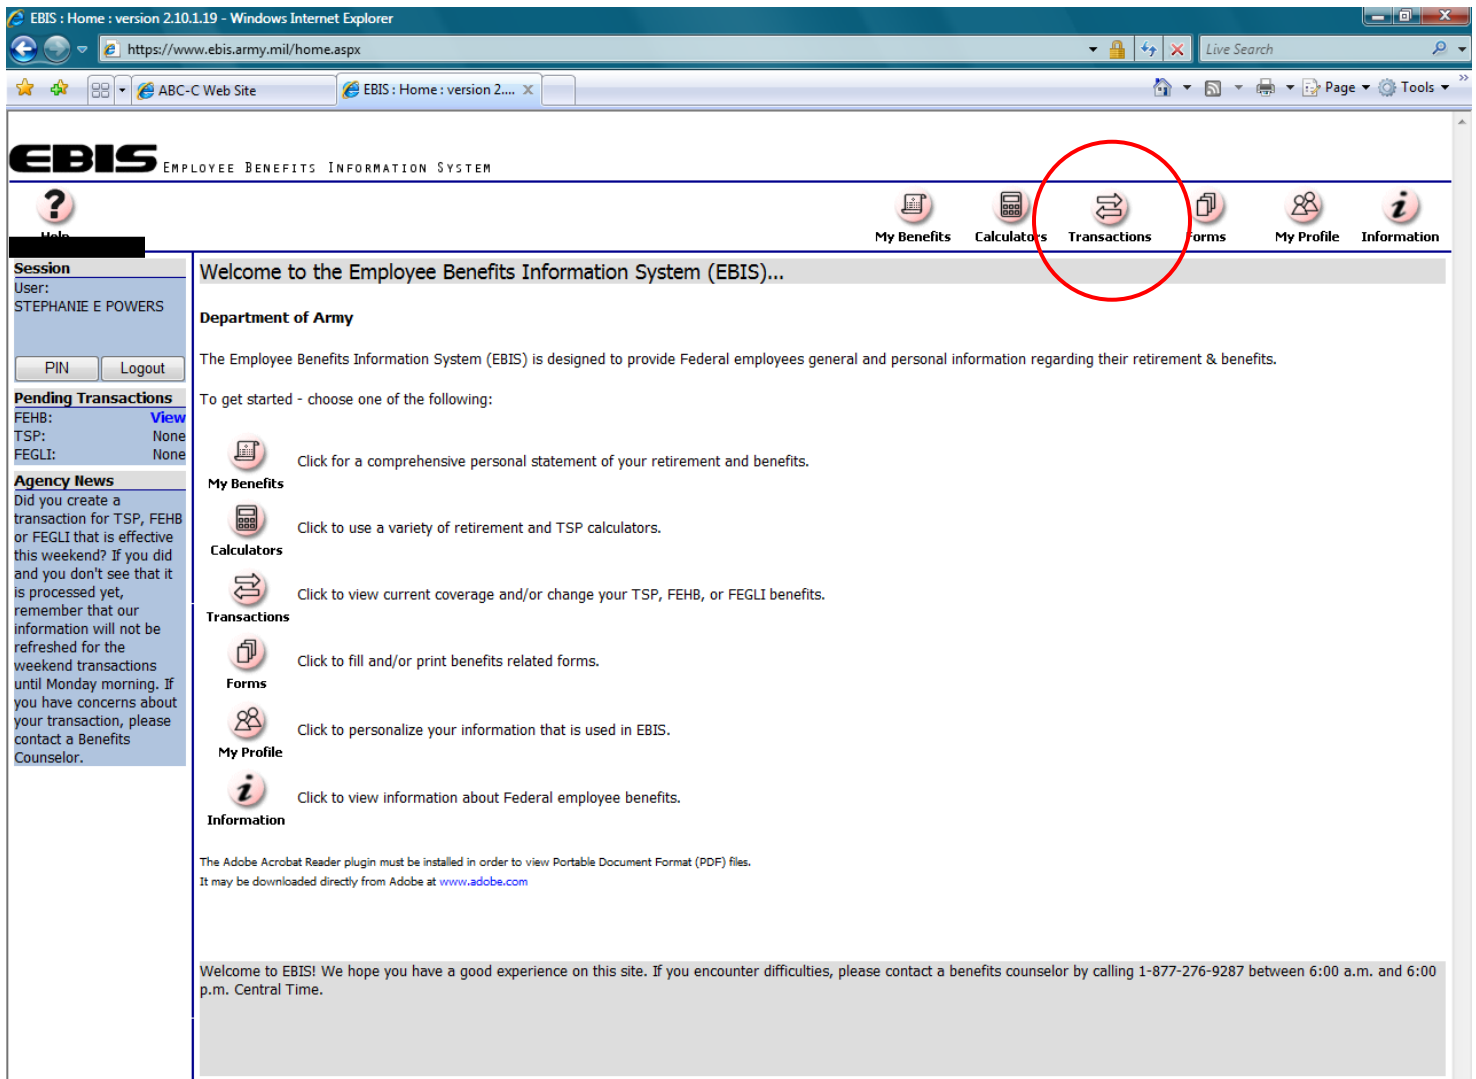 EBIS : Home : version 2.10.1.19 - Windows Internet Explorer
https://www.ebis.army.mil/home.aspx
Live Search
ABC-C Web Site
EBIS : Home : version 2....
Page
Tools
EBIS EMPLOYEE BENEFITS INFORMATION SYSTEM
?
Help
My Benefits
Calculators
Transactions
Forms
My Profile
Information
Session
User:
STEPHANIE E POWERS
PIN
Logout
Pending Transactions
FEHB: View
TSP: None
FEGLI: None
Agency News
Did you create a
transaction for TSP, FEHB
or FEGLI that is effective
this weekend? If you did
and you don't see that it
is processed yet,
remember that our
information will not be
refreshed for the
weekend transactions
until Monday morning. If
you have concerns about
your transaction, please
contact a Benefits
Counselor.
Welcome to the Employee Benefits Information System (EBIS)...
Department of Army
The Employee Benefits Information System (EBIS) is designed to provide Federal employees general and personal information regarding their retirement & benefits.
To get started - choose one of the following:
Click for a comprehensive personal statement of your retirement and benefits.
My Benefits
Click to use a variety of retirement and TSP calculators.
Calculators
Click to view current coverage and/or change your TSP, FEHB, or FEGLI benefits.
Transactions
Click to fill and/or print benefits related forms.
Forms
Click to personalize your information that is used in EBIS.
My Profile
Click to view information about Federal employee benefits.
Information
The Adobe Acrobat Reader plugin must be installed in order to view Portable Document Format (PDF) files.
It may be downloaded directly from Adobe at www.adobe.com
Welcome to EBIS! We hope you have a good experience on this site. If you encounter difficulties, please contact a benefits counselor by calling 1-877-276-9287 between 6:00 a.m. and 6:00
p.m. Central Time.